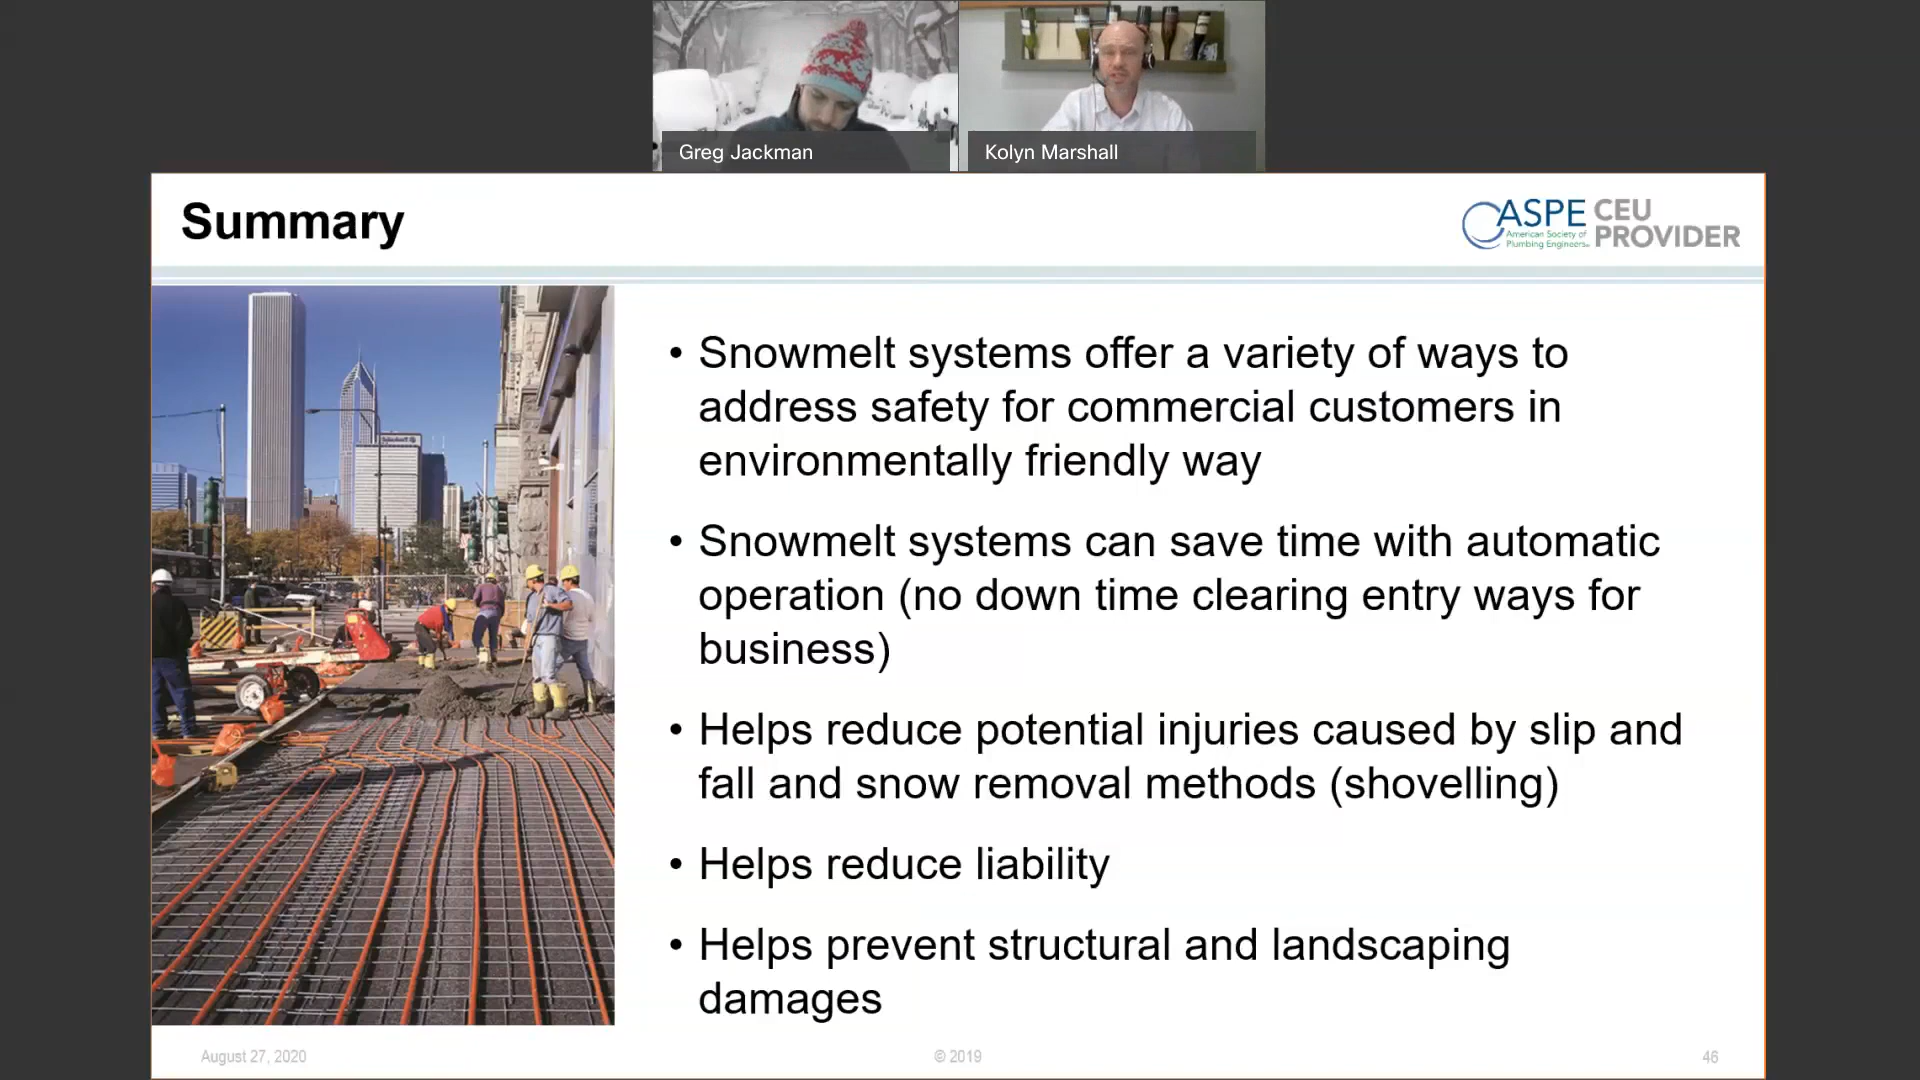 Greg Jackman
Kolyn Marshall
Summary
ASPE
American Society of
Plumbing Engineers
CEU
PROVIDER
• Snowmelt systems offer a variety of ways to
address safety for commercial customers in
environmentally friendly way
• Snowmelt systems can save time with automatic
operation (no down time clearing entry ways for
business)
• Helps reduce potential injuries caused by slip and
fall and snow removal methods (shovelling)
• Helps reduce liability
• Helps prevent structural and landscaping
damages
August 27, 2020
© 2019
46